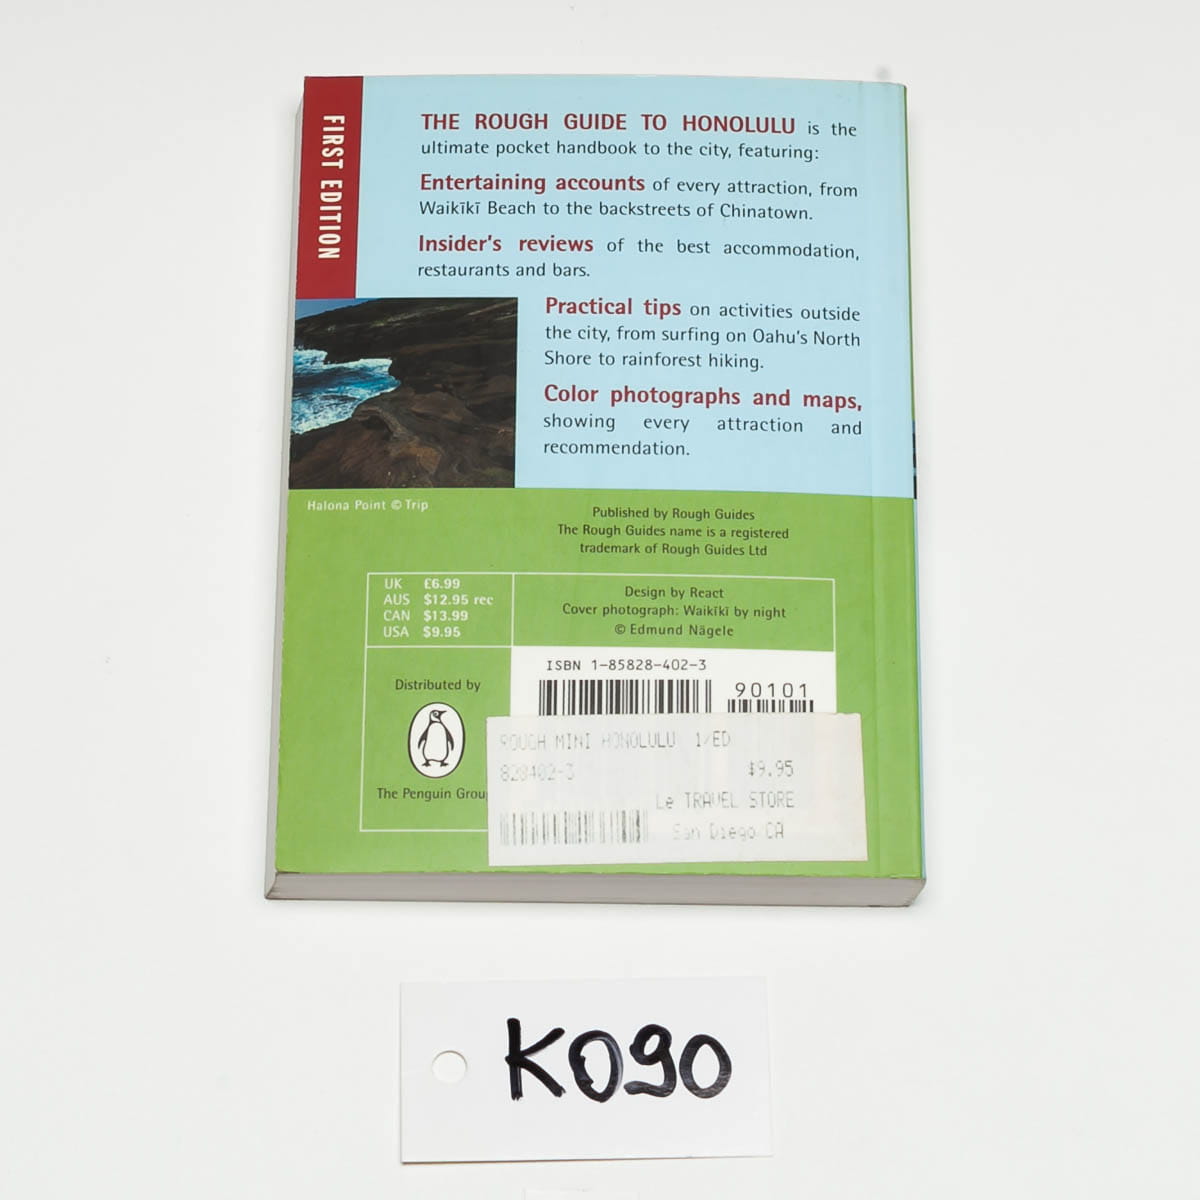 FIRST EDITION
THE ROUGH GUIDE TO HONOLULU is the
ultimate pocket handbook to the city, featuring:
Entertaining accounts of every attraction, from
Waikīkī Beach to the backstreets of Chinatown.
Insider's reviews of the best accommodation,
restaurants and bars.
Practical tips on activities outside
the city, from surfing on Oahu's North
Shore to rainforest hiking.
Color photographs and maps,
showing every attraction and
recommendation.
Halona Point © Trip
Published by Rough Guides
The Rough Guides name is a registered
trademark of Rough Guides Ltd
UK £6.99
AUS $12.95 rec
CAN $13.99
USA $9.95
Design by React
Cover photograph: Waikīkī by night
© Edmund Nägele
ISBN 1-85828-402-3
90101
Distributed by
The Penguin Grou
ROUGH MINI HONOLULU 1/ED
828402-3
$9.95
Le TRAVEL STORE
San Diego CA
K090